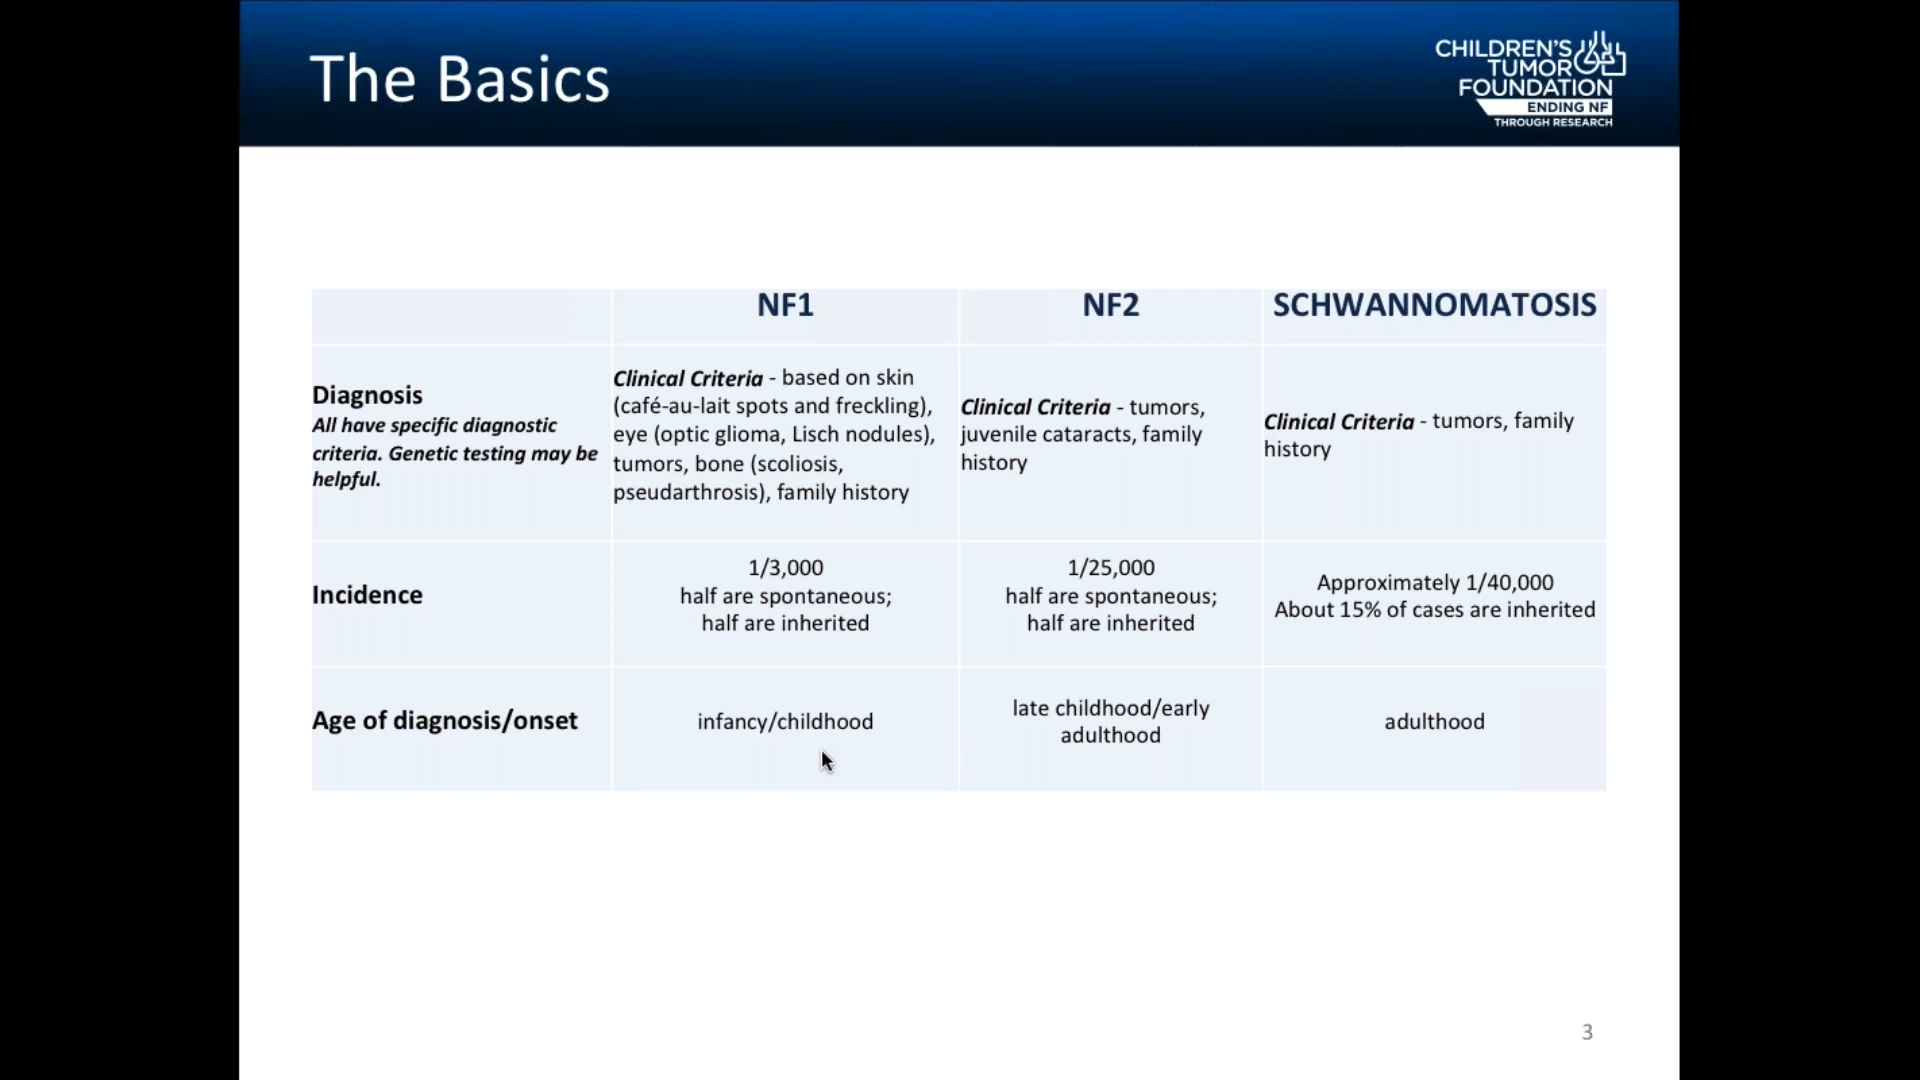 The Basics
CHILDREN'S
TUMOR
FOUNDATION
ENDING NF
THROUGH RESEARCH
NF1
NF2
SCHWANNOMATOSIS
Diagnosis
All have specific diagnostic
criteria. Genetic testing may be
helpful.
Clinical Criteria - based on skin
(café-au-lait spots and freckling),
eye (optic glioma, Lisch nodules),
tumors, bone (scoliosis,
pseudarthrosis), family history
Clinical Criteria - tumors,
juvenile cataracts, family
history
Clinical Criteria - tumors, family
history
Incidence
1/3,000
half are spontaneous;
half are inherited
1/25,000
half are spontaneous;
half are inherited
Approximately 1/40,000
About 15% of cases are inherited
Age of diagnosis/onset
infancy/childhood
late childhood/early
adulthood
adulthood
3